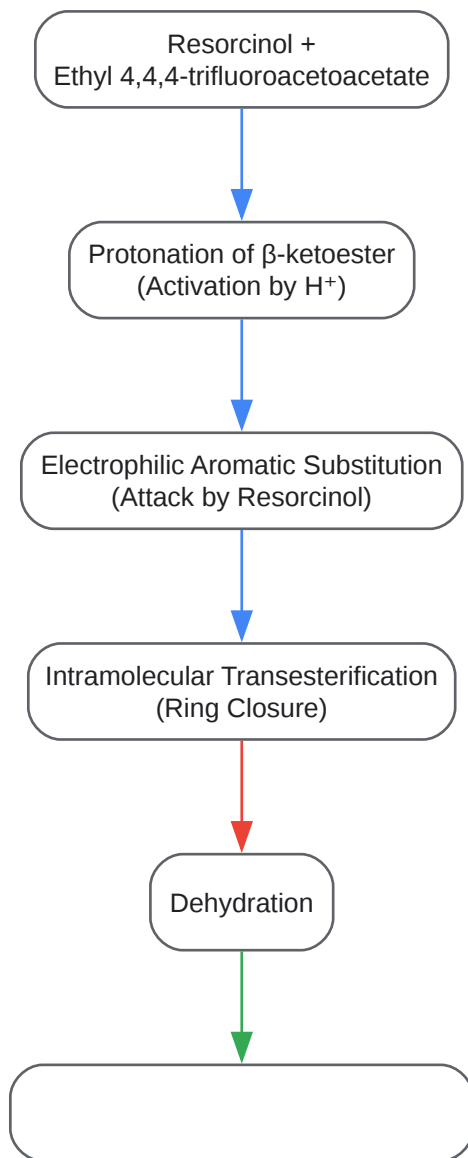 Resorcinol +
Ethyl 4,4,4-trifluoroacetoacetate
Protonation of β-ketoester
(Activation by H⁺)
Electrophilic Aromatic Substitution
(Attack by Resorcinol)
Intramolecular Transesterification
(Ring Closure)
Dehydration